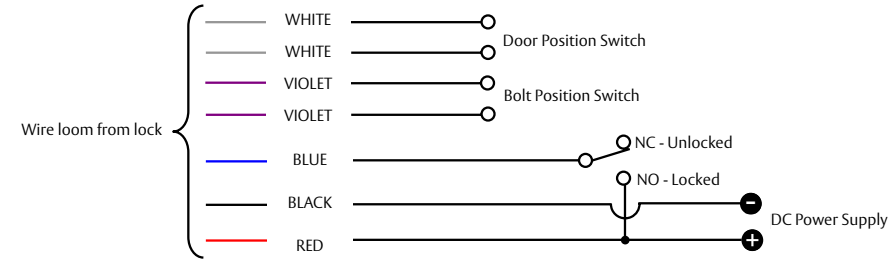 WHITE
WHITE
Door Position Switch
VIOLET
Bolt Position Switch
VIOLET
Wire loom from lock
NC - Unlocked
BLUE
NO - Locked
BLACK
−
DC Power Supply
RED
+